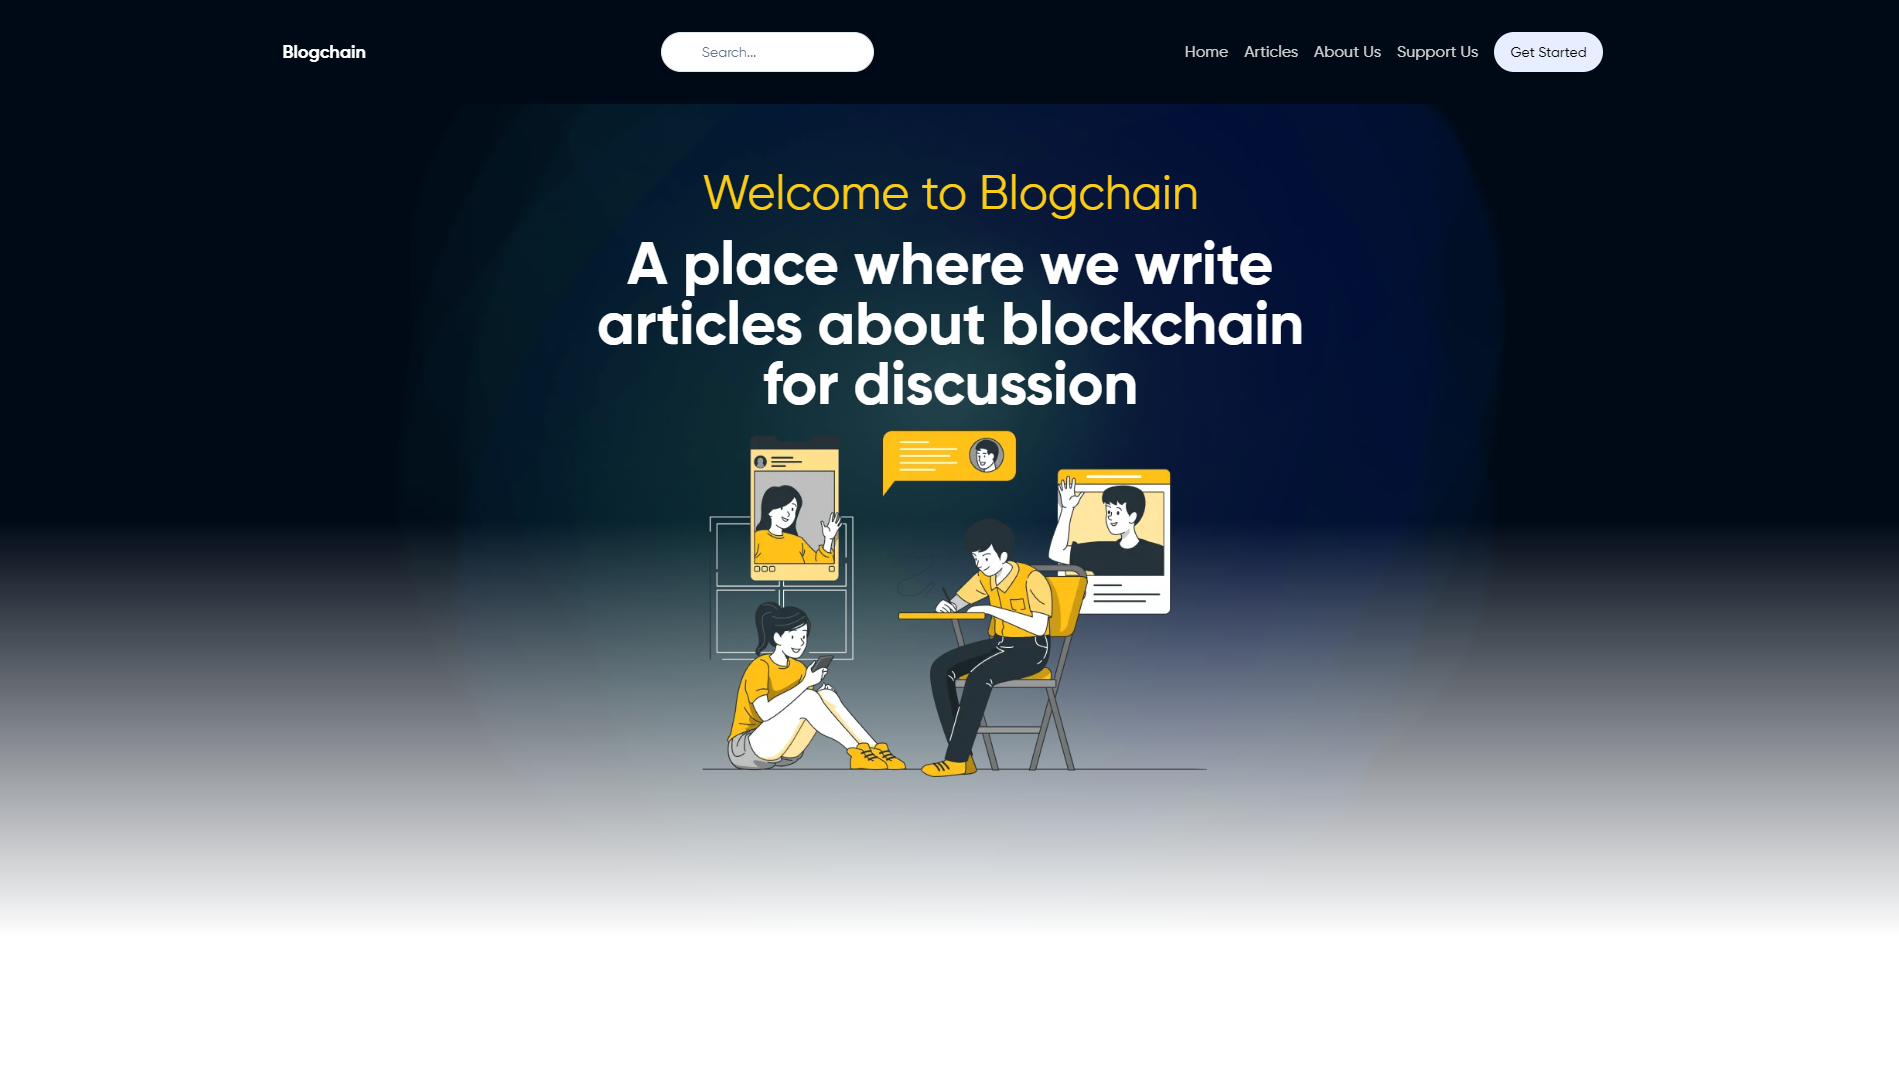 Blogchain
Search...
Home Articles About Us Support Us Get Started
Welcome to Blogchain
A place where we write
articles about blockchain
for discussion